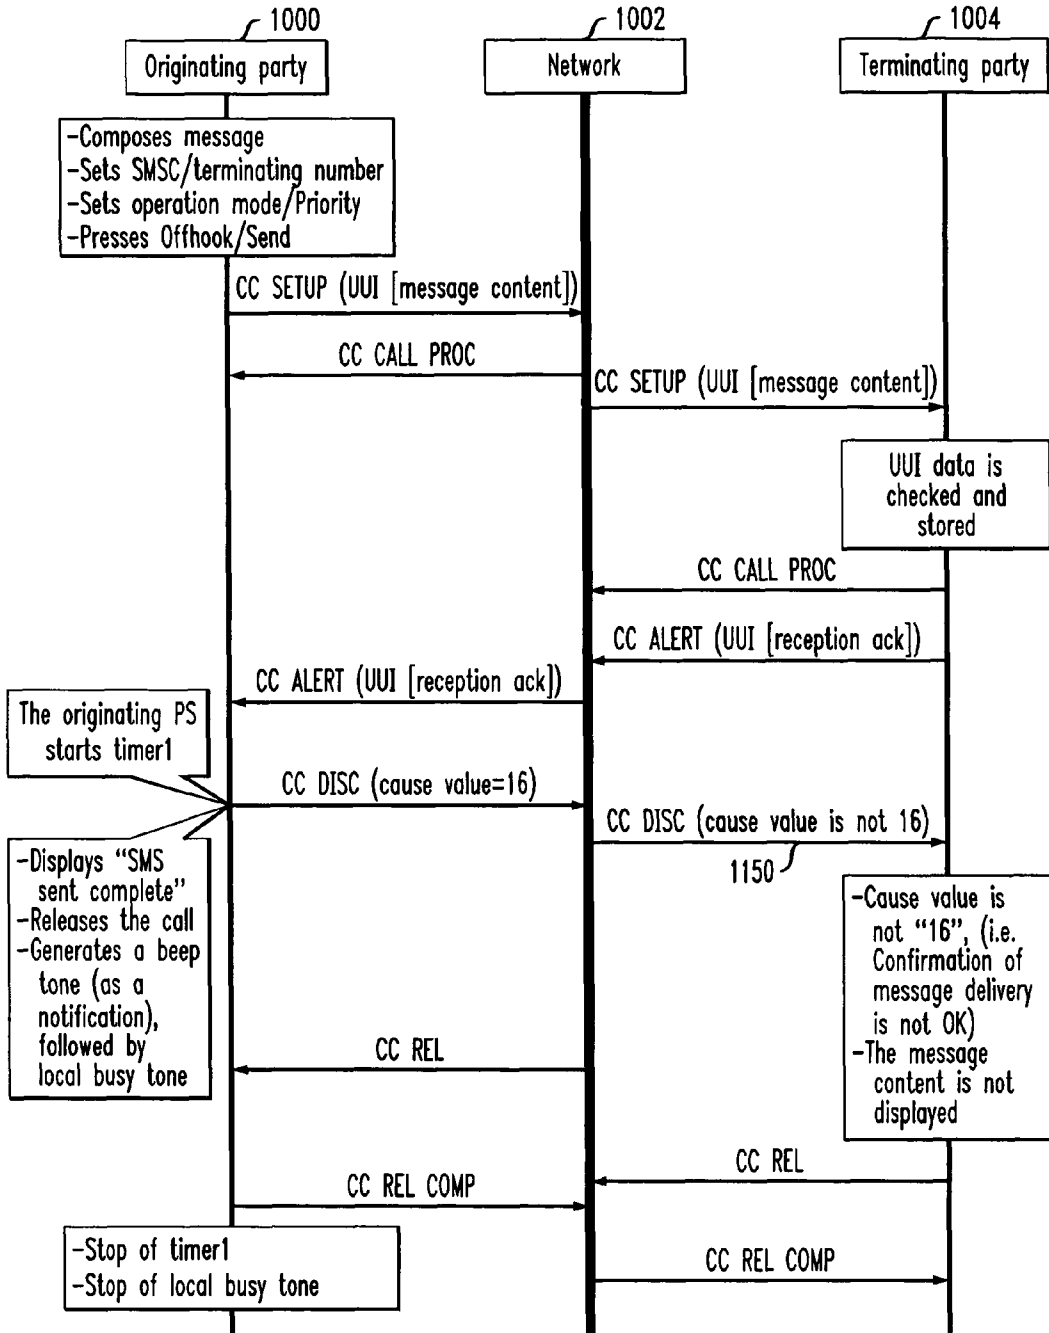 1000
1002
1004
Originating party
Network
Terminating party
-Composes message
-Sets SMSC/terminating number
-Sets operation mode/Priority
-Presses Offhook/Send
CC SETUP (UUI [message content])
CC CALL PROC
CC SETUP (UUI [message content])
UUI data is
checked and
stored
CC CALL PROC
CC ALERT (UUI [reception ack])
CC ALERT (UUI [reception ack])
The originating PS
starts timer1
CC DISC (cause value=16)
CC DISC (cause value is not 16)
1150
-Displays "SMS
sent complete"
-Releases the call
-Generates a beep
tone (as a
notification),
followed by
local busy tone
-Cause value is
not "16", (i.e.
Confirmation of
message delivery
is not OK)
-The message
content is not
displayed
CC REL
CC REL
CC REL COMP
-Stop of timer1
-Stop of local busy tone
CC REL COMP